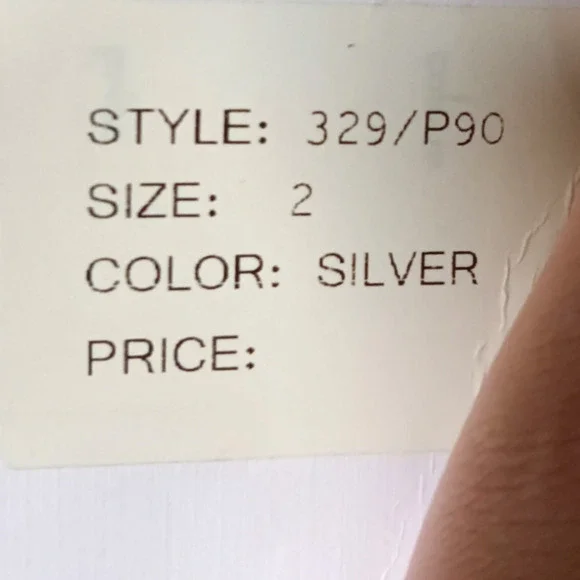 STYLE: 329/P90
SIZE: 2
COLOR: SILVER
PRICE: